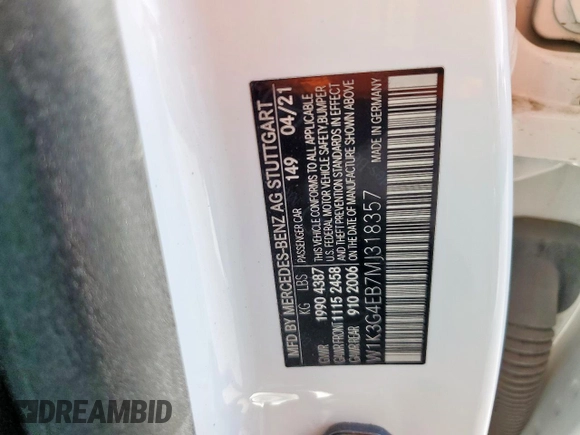 MFD BY MERCEDES-BENZ AG STUTTGART
KG LBS PASSENGER CAR 149 04/21
GVWR 1990 4387
GAWR FRONT 1115 2458
GAWR REAR 910 2006
THIS VEHICLE CONFORMS TO ALL APPLICABLE
U.S. FEDERAL MOTOR VEHICLE SAFETY, BUMPER,
AND THEFT PREVENTION STANDARDS IN EFFECT
ON THE DATE OF MANUFACTURE SHOWN ABOVE
W1K3G4EB7MJ318357
MADE IN GERMANY
DREAMBID